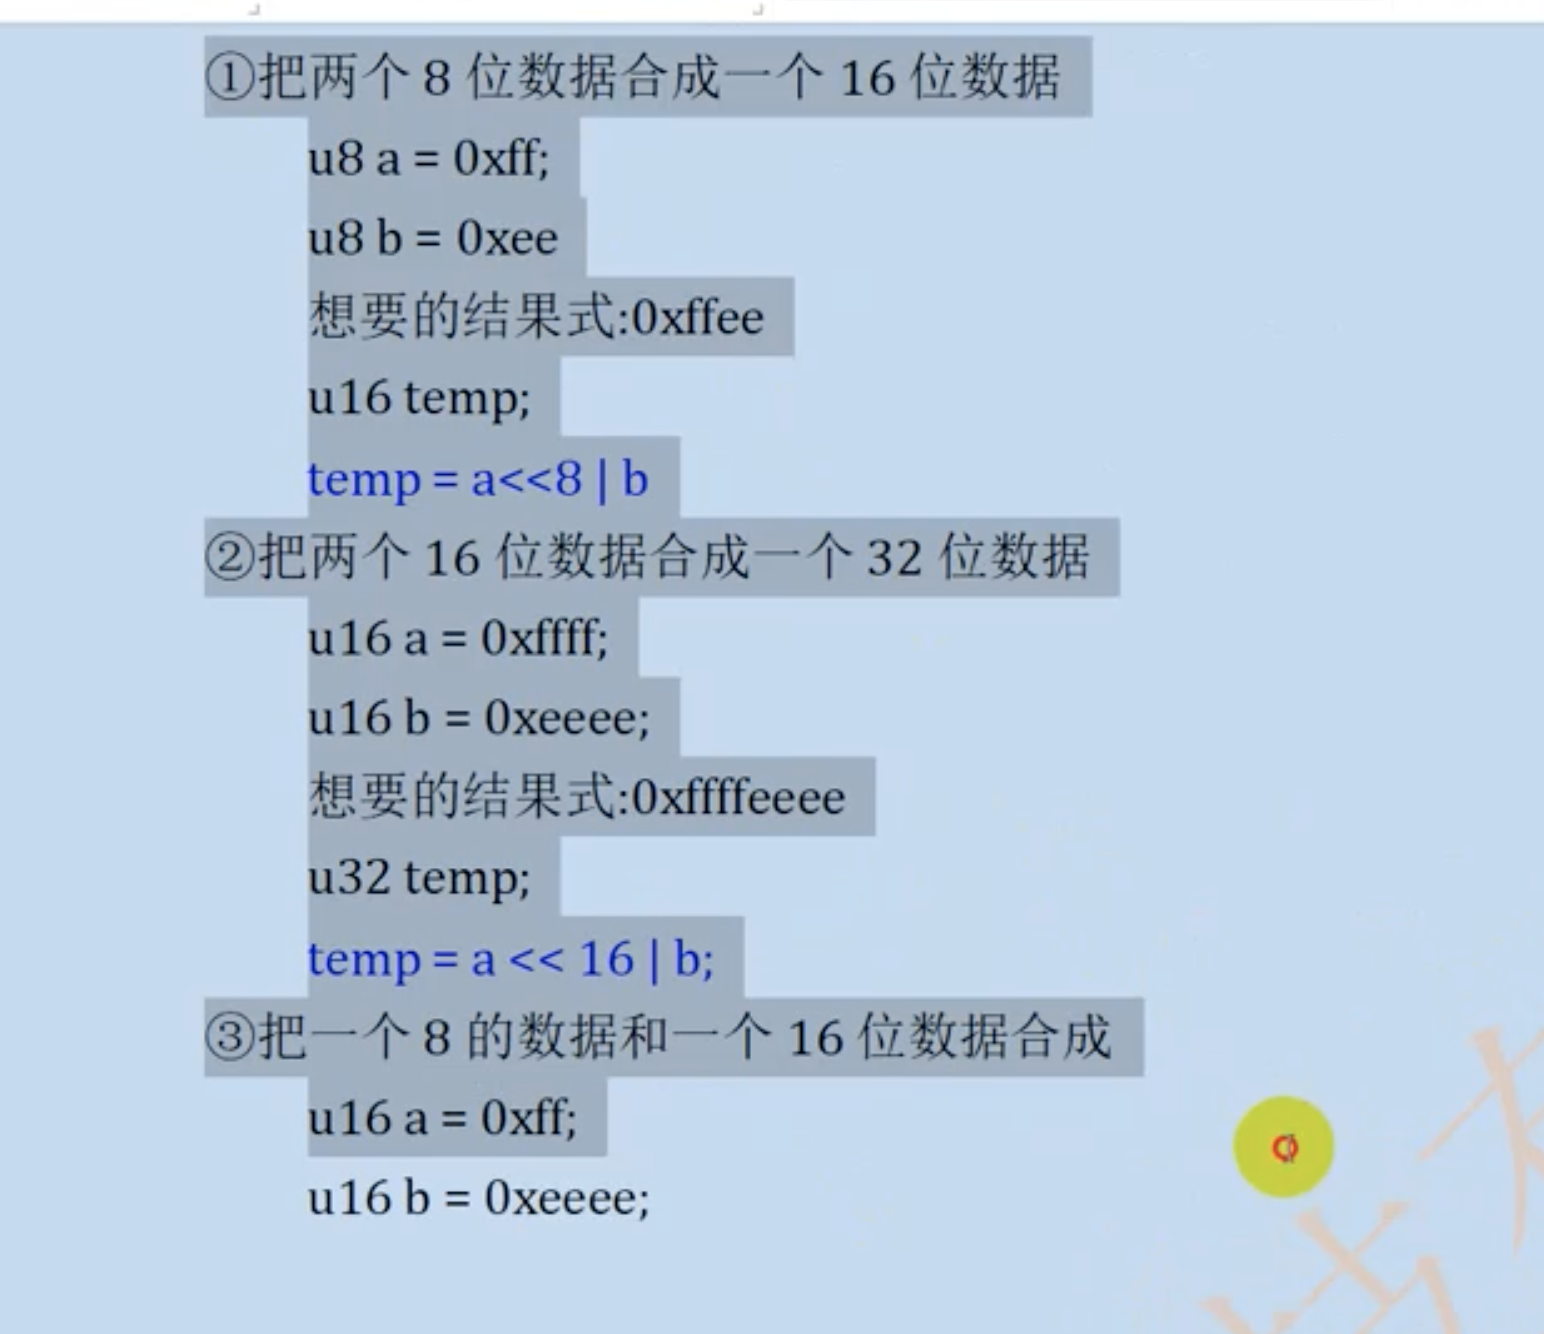 ①把两个 8 位数据合成一个 16 位数据
u8 a = 0xff;
u8 b = 0xee
想要的结果式:0xffee
u16 temp;
temp = a<<8 | b
②把两个 16 位数据合成一个 32 位数据
u16 a = 0xffff;
u16 b = 0xeeee;
想要的结果式:0xffffeeee
u32 temp;
temp = a << 16 | b;
③把一个 8 的数据和一个 16 位数据合成
u16 a = 0xff;
u16 b = 0xeeee;